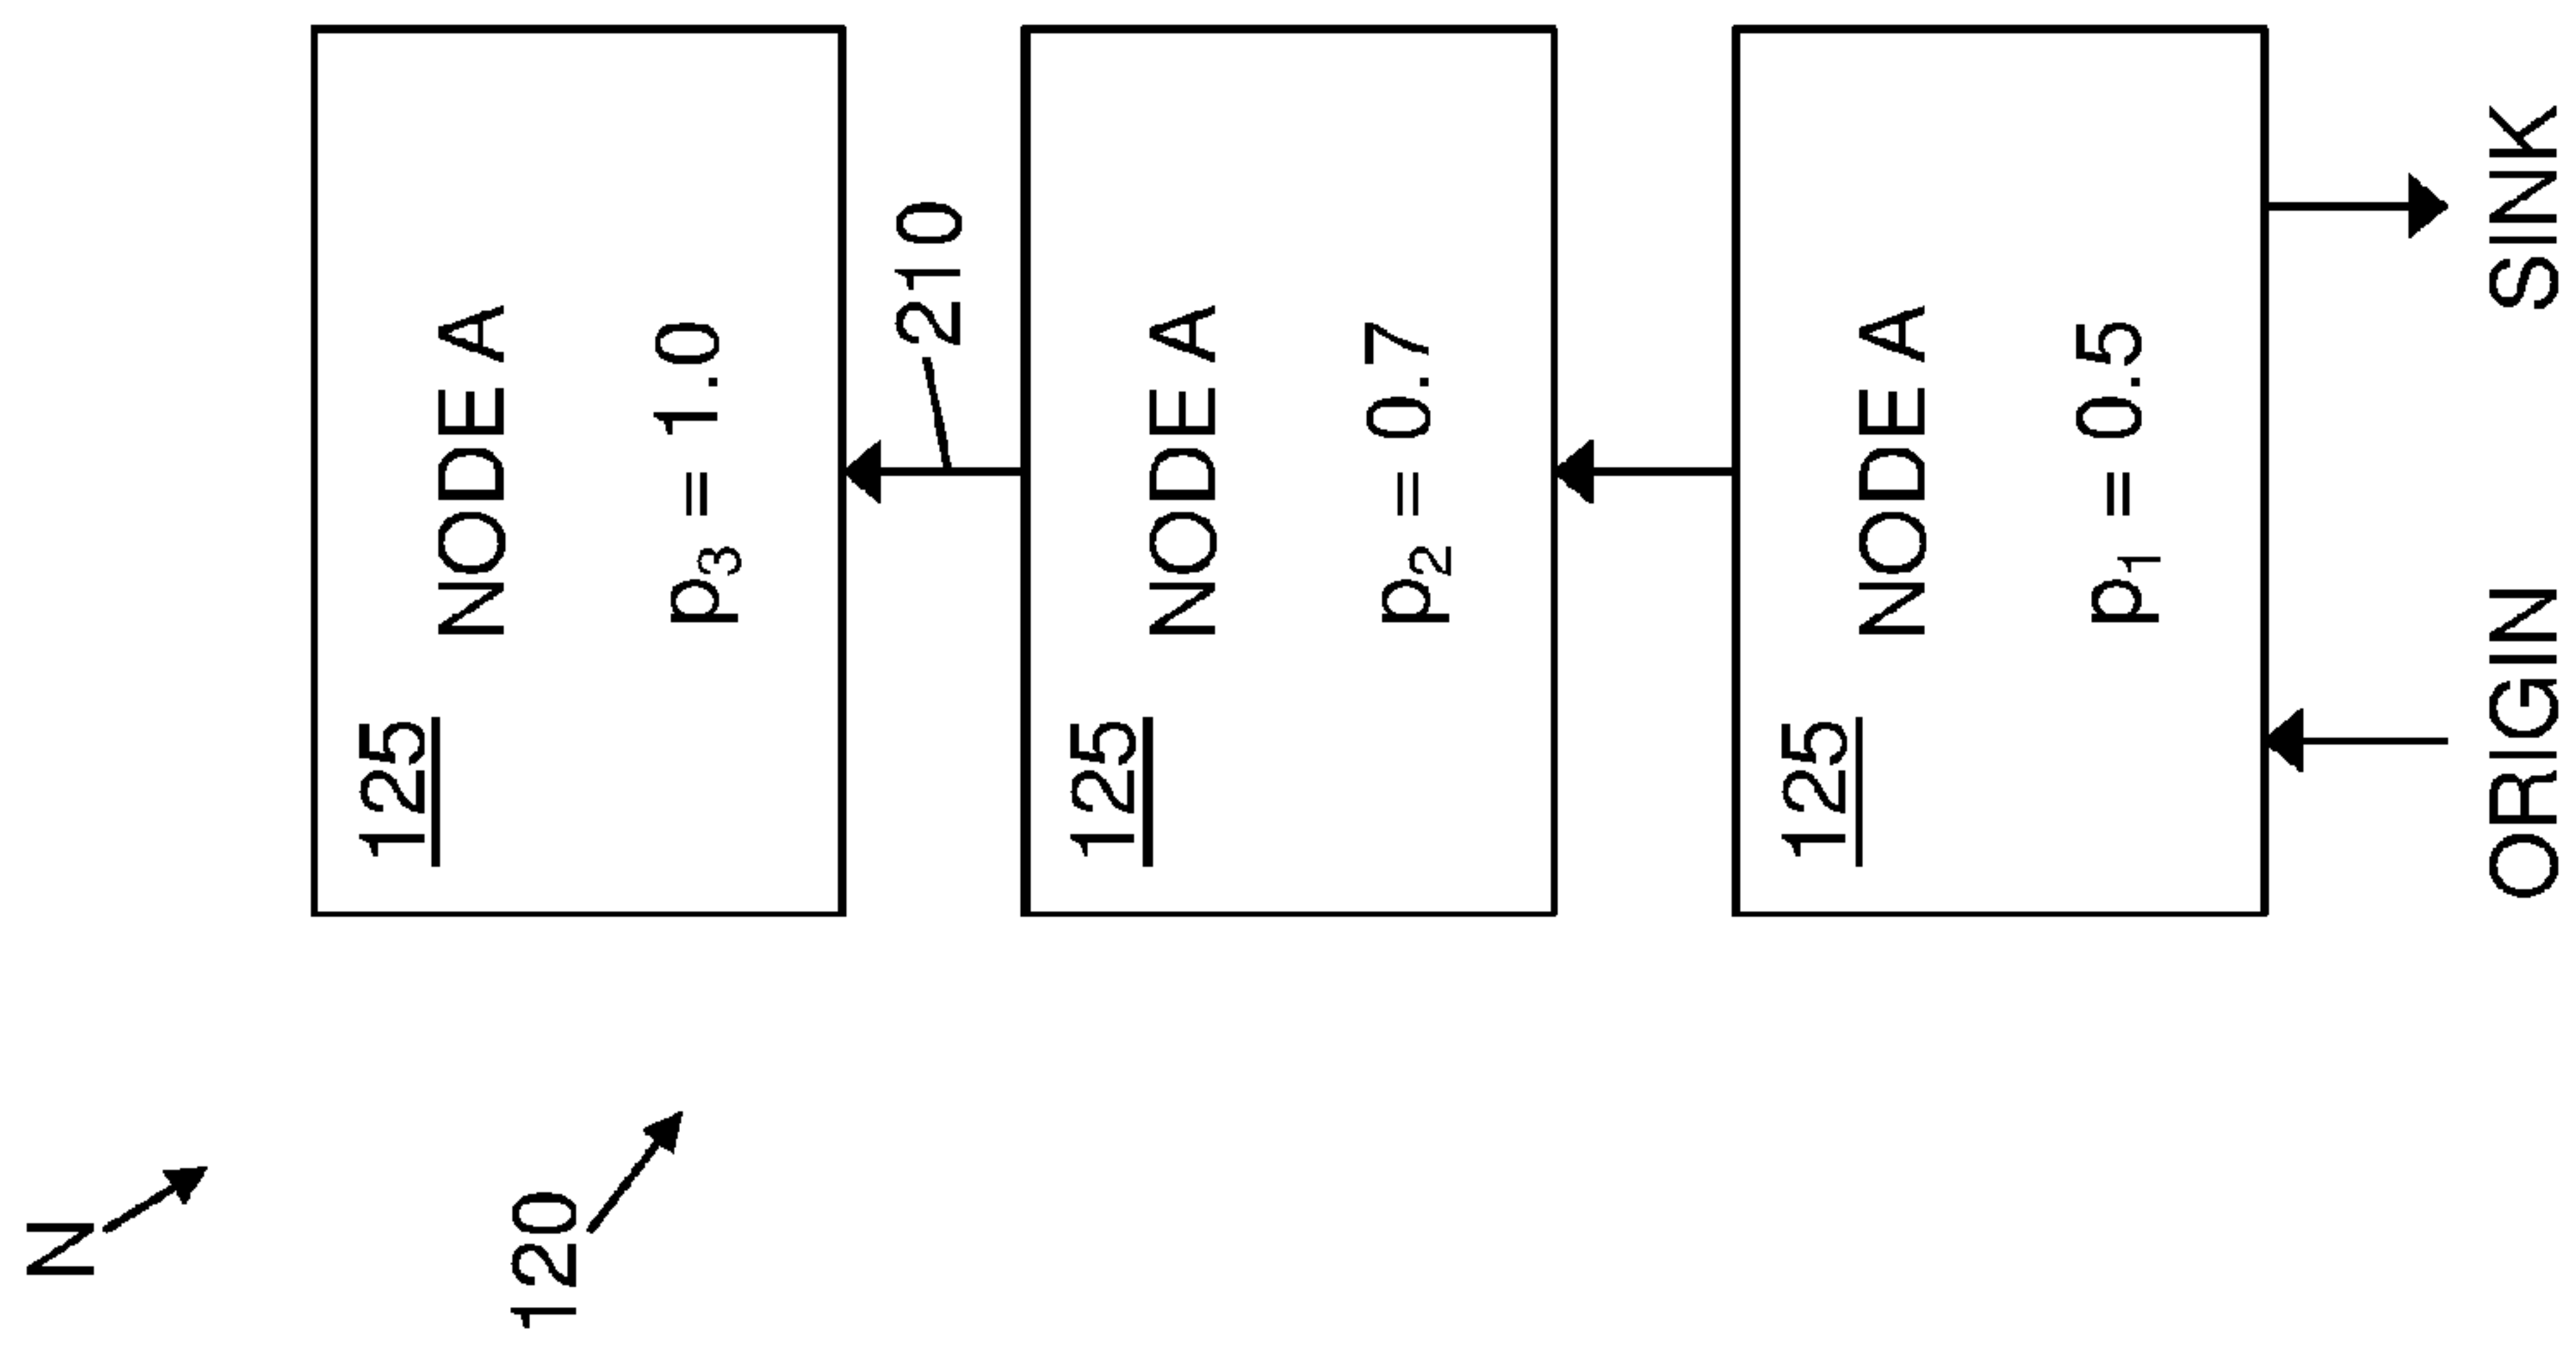 N
120
125
NODE A
p3 = 1.0
210
125
NODE A
p2 = 0.7
125
NODE A
p1 = 0.5
ORIGIN SINK